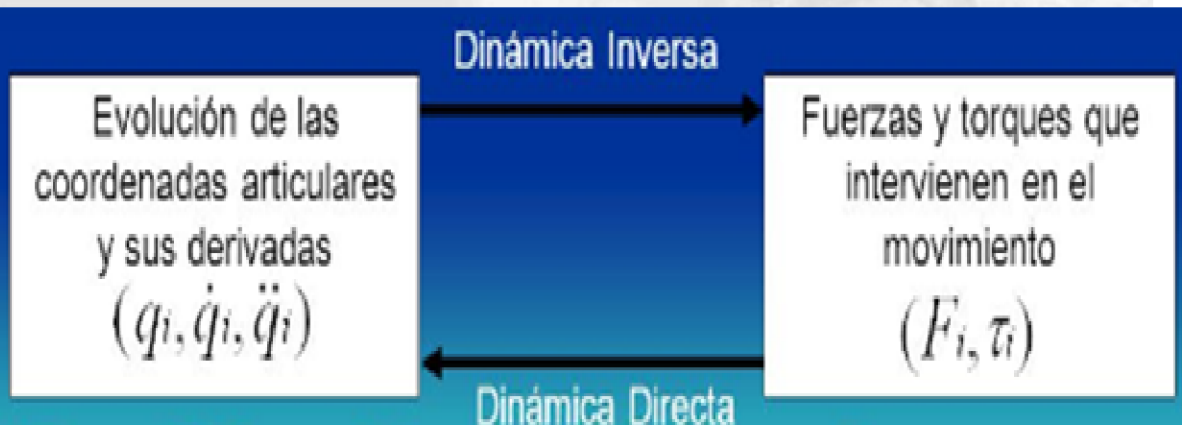 Dinámica Inversa
Evolución de las
coordenadas articulares
y sus derivadas
(qi, q̇i, q̈i)
Fuerzas y torques que
intervienen en el
movimiento
(Fi, τi)
Dinámica Directa